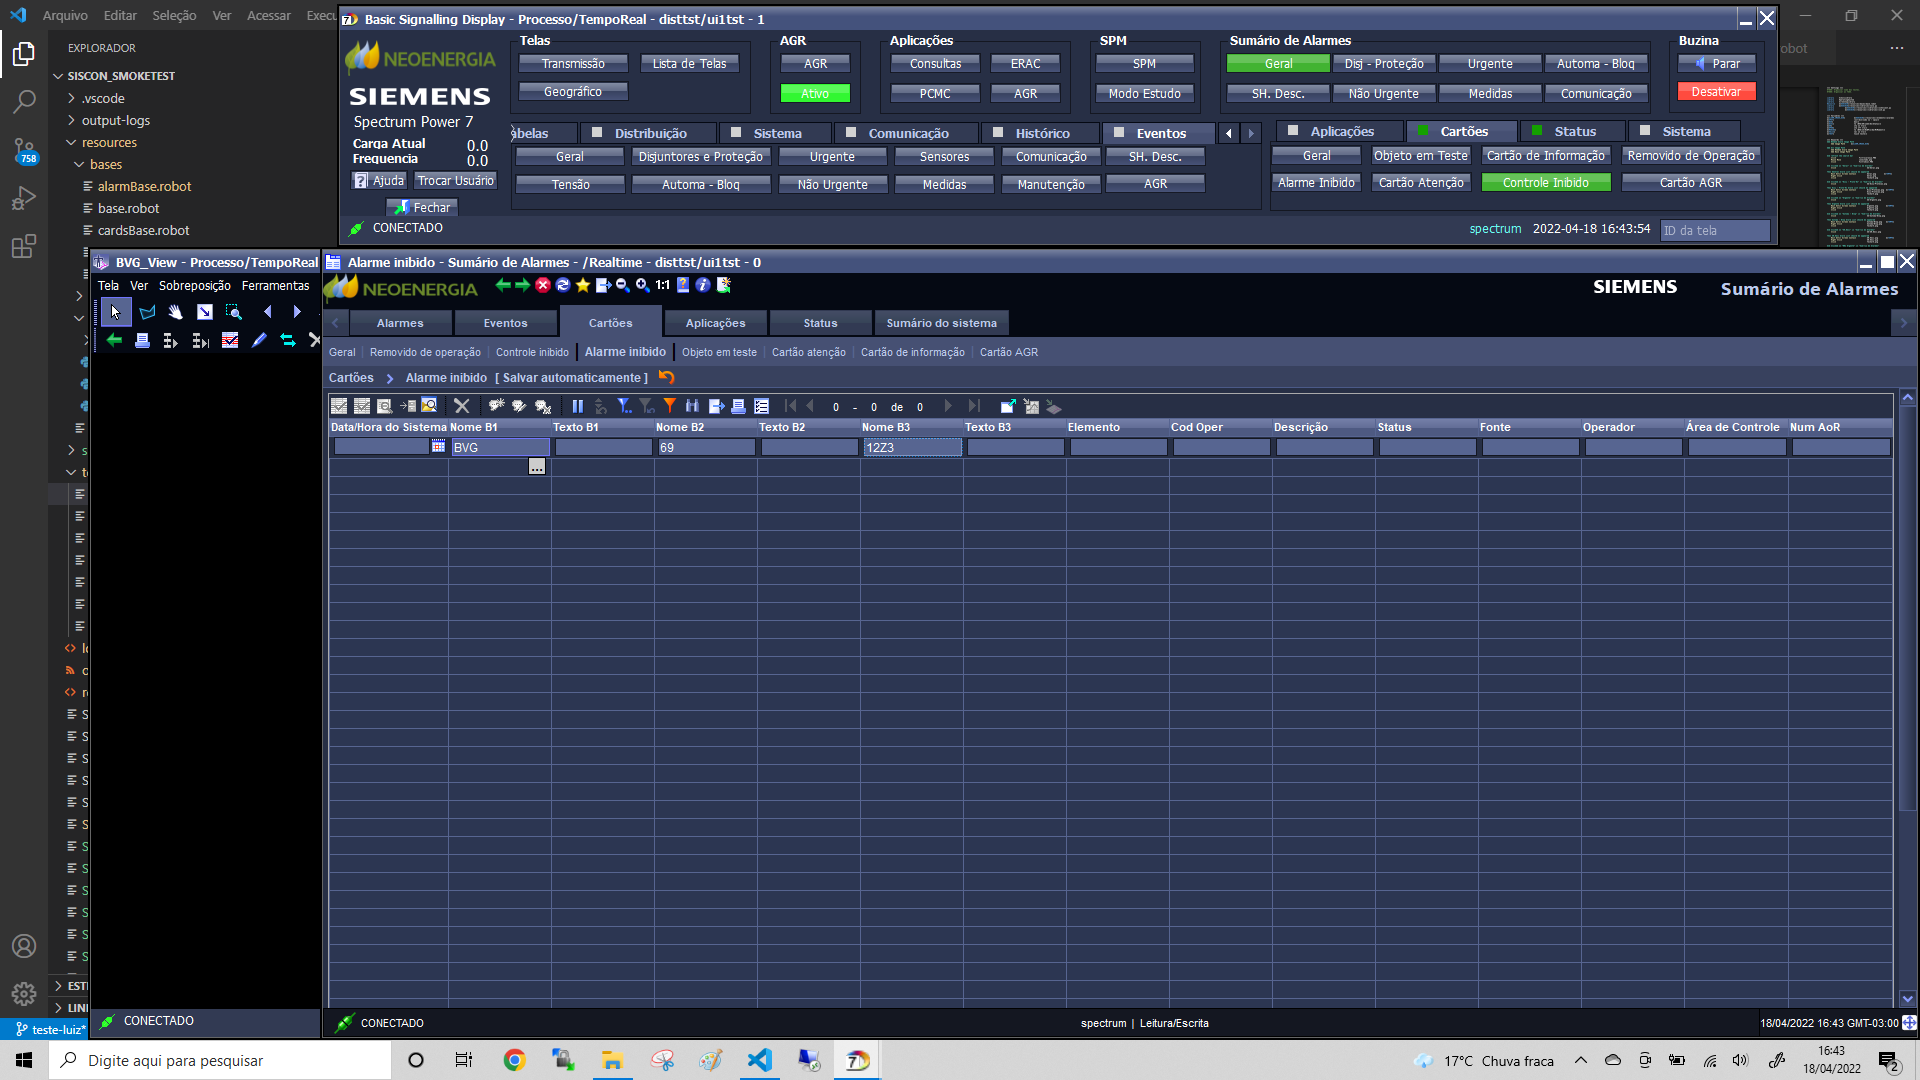 Arquivo Editar Seleção Ver Acessar Execu
EXPLORADOR
SISCON_SMOKETEST
.vscode
output-logs
resources
bases
alarmBase.robot
base.robot
cardsBase.robot
758
ESTI
LINI
teste-luiz*
obot
Basic Signalling Display - Processo/TempoReal - disttst/ui1tst - 1
NEOENERGIA
SIEMENS
Spectrum Power 7
Carga Atual 0.0
Frequencia 0.0
Ajuda Trocar Usuário
Fechar
CONECTADO
Telas
Transmissão Lista de Telas
Geográfico
AGR
AGR
Ativo
Aplicações
Consultas ERAC
PCMC AGR
SPM
SPM
Modo Estudo
Sumário de Alarmes
Geral Disj - Proteção Urgente Automa - Bloq
SH. Desc. Não Urgente Medidas Comunicação
Buzina
Parar
Desativar
abelas Distribuição Sistema Comunicação Histórico Eventos
Geral Disjuntores e Proteção Urgente Sensores Comunicação SH. Desc.
Tensão Automa - Bloq Não Urgente Medidas Manutenção AGR
Aplicações Cartões Status Sistema
Geral Objeto em Teste Cartão de Informação Removido de Operação
Alarme Inibido Cartão Atenção Controle Inibido Cartão AGR
spectrum 2022-04-18 16:43:54 ID da tela
BVG_View - Processo/TempoReal
Tela Ver Sobreposição Ferramentas
CONECTADO
Alarme inibido - Sumário de Alarmes - /Realtime - disttst/ui1tst - 0
NEOENERGIA
1:1
SIEMENS Sumário de Alarmes
Alarmes Eventos Cartões Aplicações Status Sumário do sistema
Geral Removido de operação Controle inibido Alarme inibido Objeto em teste Cartão atenção Cartão de informação Cartão AGR
Cartões Alarme inibido [ Salvar automaticamente ]
0 - 0 de 0
Data/Hora do Sistema Nome B1 Texto B1 Nome B2 Texto B2 Nome B3 Texto B3 Elemento Cod Oper Descrição Status Fonte Operador Área de Controle Num AoR
BVG 69 12Z3
...
CONECTADO
spectrum | Leitura/Escrita
18/04/2022 16:43 GMT-03:00
Digite aqui para pesquisar
17°C Chuva fraca
16:43
18/04/2022
2